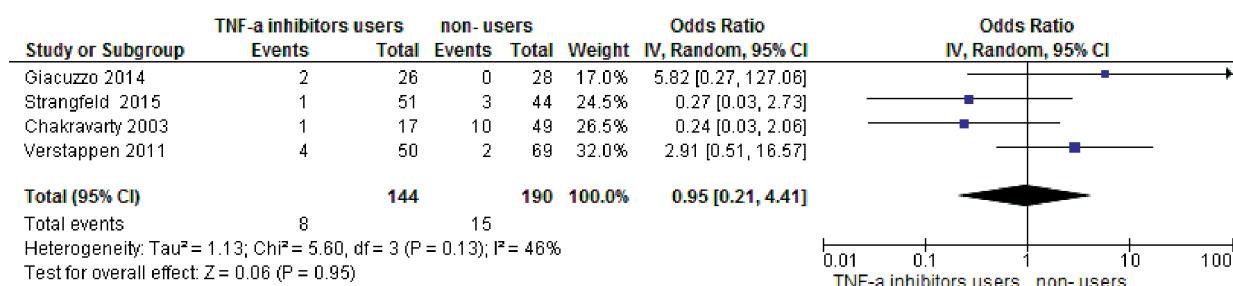 TNF-a inhibitors users non- users Odds Ratio Odds Ratio
Study or Subgroup Events Total Events Total Weight IV, Random, 95% CI IV, Random, 95% CI
Giacuzzo 2014 2 26 0 28 17.0% 5.82 [0.27, 127.06]
Strangfeld 2015 1 51 3 44 24.5% 0.27 [0.03, 2.73]
Chakravarty 2003 1 17 10 49 26.5% 0.24 [0.03, 2.06]
Verstappen 2011 4 50 2 69 32.0% 2.91 [0.51, 16.57]
Total (95% CI) 144 190 100.0% 0.95 [0.21, 4.41]
Total events 8 15
Heterogeneity: Tau² = 1.13; Chi² = 5.60, df = 3 (P = 0.13); I² = 46%
Test for overall effect: Z = 0.06 (P = 0.95)
0.01 0.1 1 10 100
TNF-a inhibitors users non- users